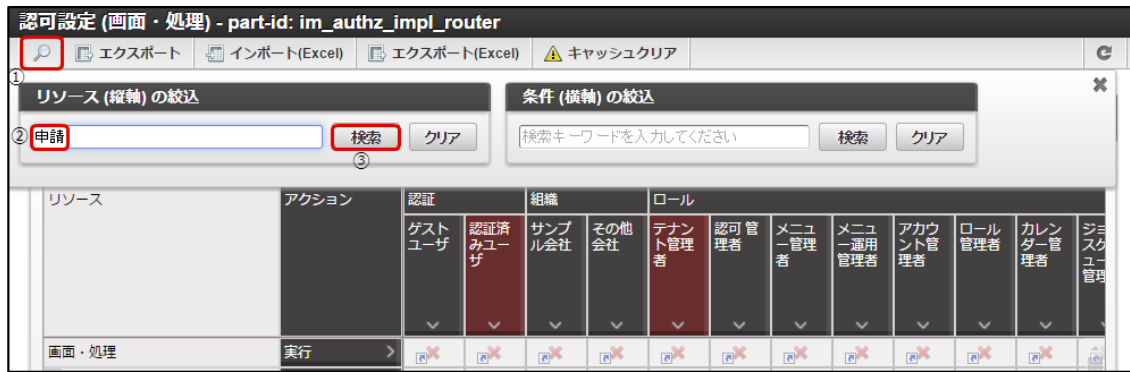 認可設定 (画面・処理) - part-id: im_authz_impl_router
エクスポート インポート(Excel) エクスポート(Excel) キャッシュクリア
①
リソース (縦軸) の絞込 条件 (横軸) の絞込
② 申請 検索 クリア 検索キーワードを入力してください 検索 クリア
③
リソース アクション 認証 組織 ロール
ゲスト 認証済 サンプ その他 テナン 認可 管 メニュ メニュ アカウ ロール カレン ジョ
ユーザ みユー ル会社 会社 ト管理 理者 ー管理 ー運用 ント管 管理者 ダー管 スケ
ザ 者 者 管理者 理者 理者 ュー
管理
画面・処理 実行